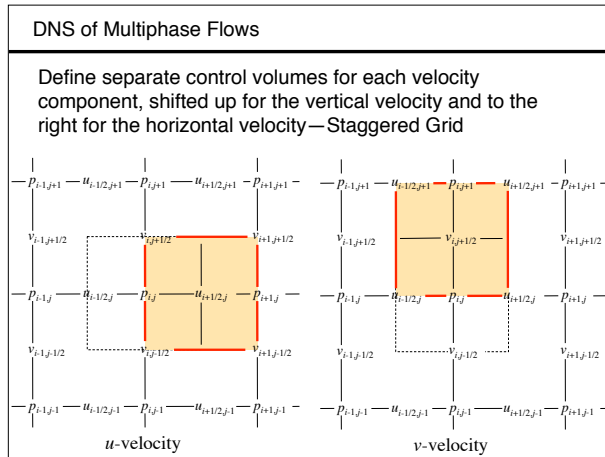 DNS of Multiphase Flows
Define separate control volumes for each velocity
component, shifted up for the vertical velocity and to the
right for the horizontal velocity—Staggered Grid
p_{i-1,j+1} u_{i-1/2,j+1} p_{i,j+1} u_{i+1/2,j+1} p_{i+1,j+1}
v_{i-1,j+1/2} v_{i,j+1/2} v_{i+1,j+1/2}
p_{i-1,j} u_{i-1/2,j} p_{i,j} u_{i+1/2,j} p_{i+1,j}
v_{i-1,j-1/2} v_{i,j-1/2} v_{i+1,j-1/2}
p_{i-1,j-1} u_{i-1/2,j-1} p_{i,j-1} u_{i+1/2,j-1} p_{i+1,j-1}
u-velocity
p_{i-1,j+1} u_{i-1/2,j+1} p_{i,j+1} u_{i+1/2,j+1} p_{i+1,j+1}
v_{i-1,j+1/2} v_{i,j+1/2} v_{i+1,j+1/2}
p_{i-1,j} u_{i-1/2,j} p_{i,j} u_{i+1/2,j} p_{i+1,j}
v_{i-1,j-1/2} v_{i,j-1/2} v_{i+1,j-1/2}
p_{i-1,j-1} u_{i-1/2,j-1} p_{i,j-1} u_{i+1/2,j-1} p_{i+1,j-1}
v-velocity